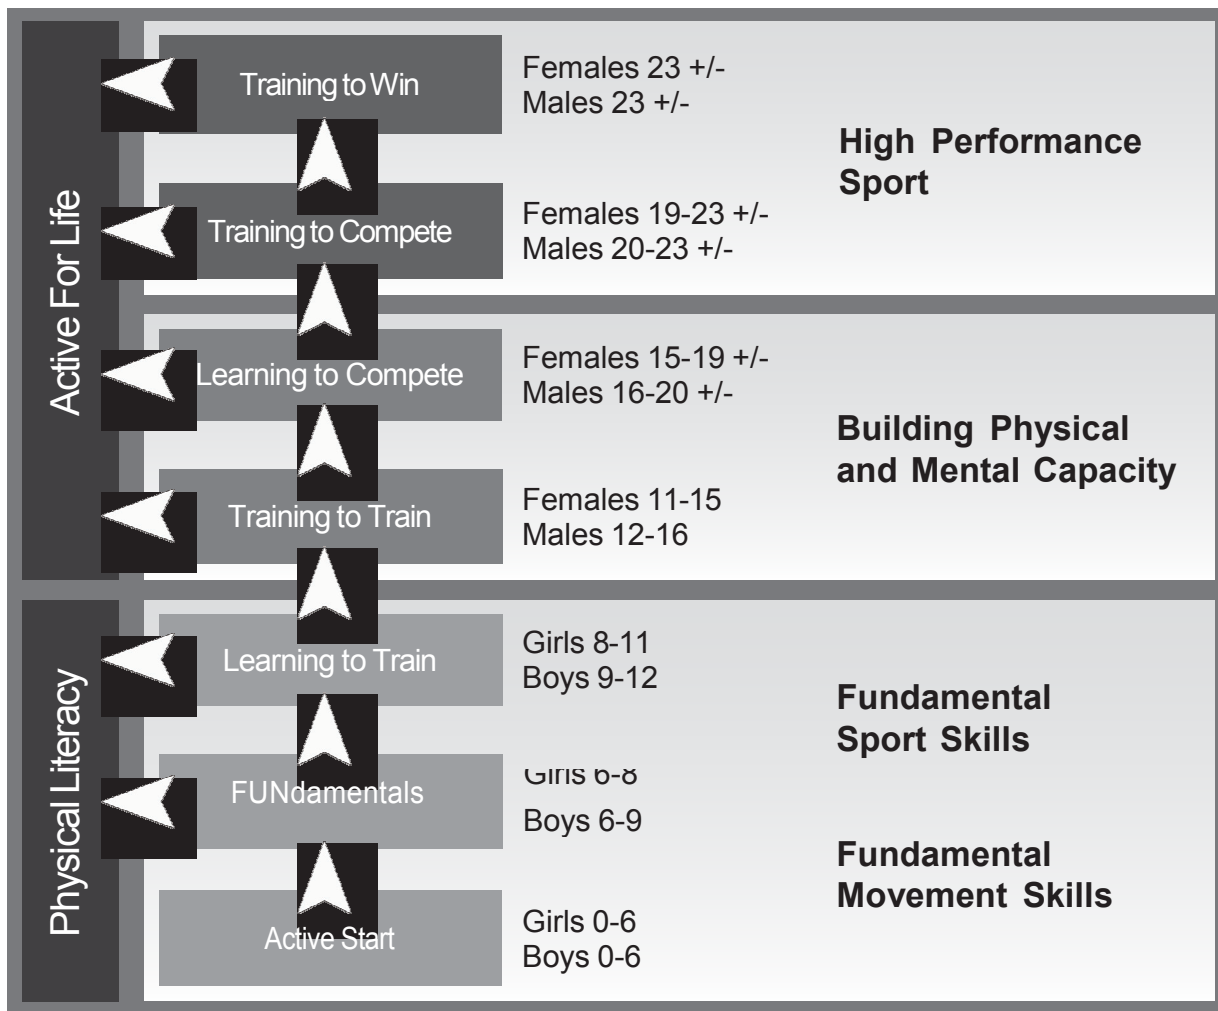 Active For Life
Training to Win
Females 23 +/-
Males 23 +/-
High Performance
Sport
Training to Compete
Females 19-23 +/-
Males 20-23 +/-
Learning to Compete
Females 15-19 +/-
Males 16-20 +/-
Building Physical
and Mental Capacity
Training to Train
Females 11-15
Males 12-16
Physical Literacy
Learning to Train
Girls 8-11
Boys 9-12
Fundamental
Sport Skills
FUNdamentals
Girls 6-8
Boys 6-9
Fundamental
Movement Skills
Active Start
Girls 0-6
Boys 0-6